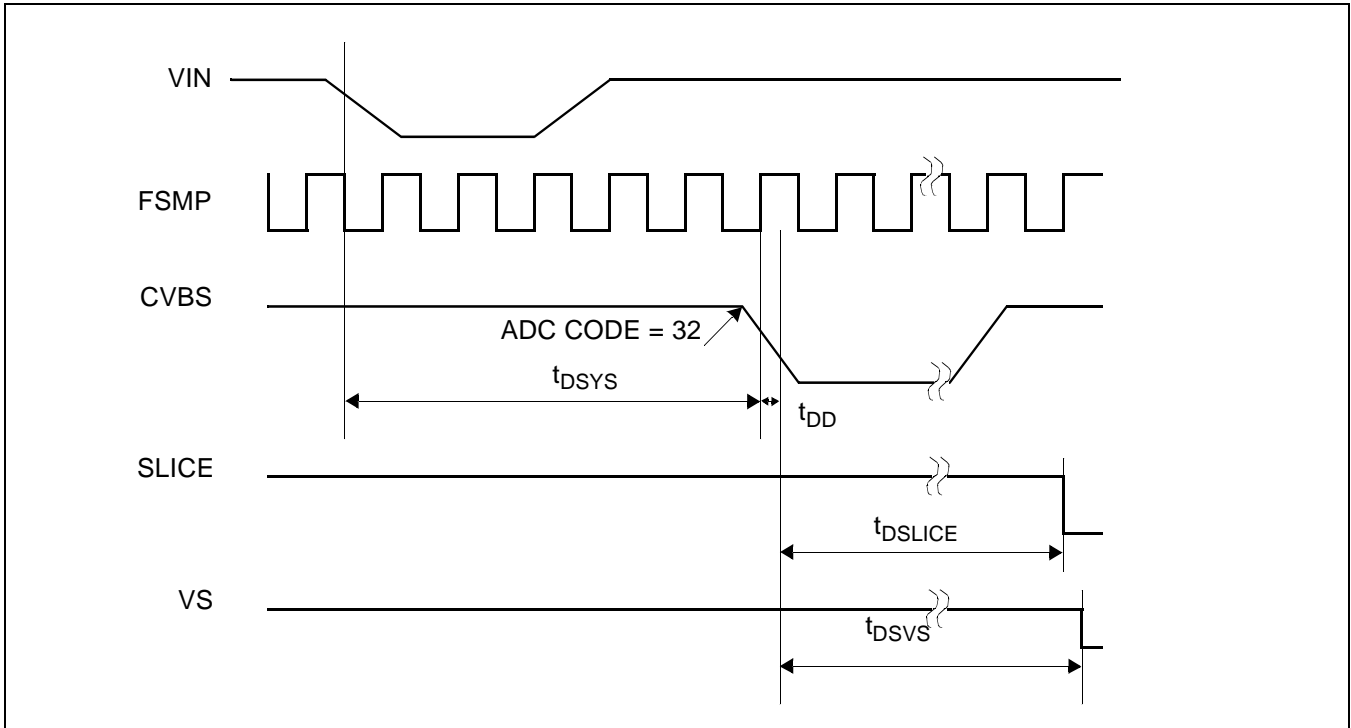 VIN
FSMP
CVBS
ADC CODE = 32
tDSYS
tDD
SLICE
tDSLICE
VS
tDSVS